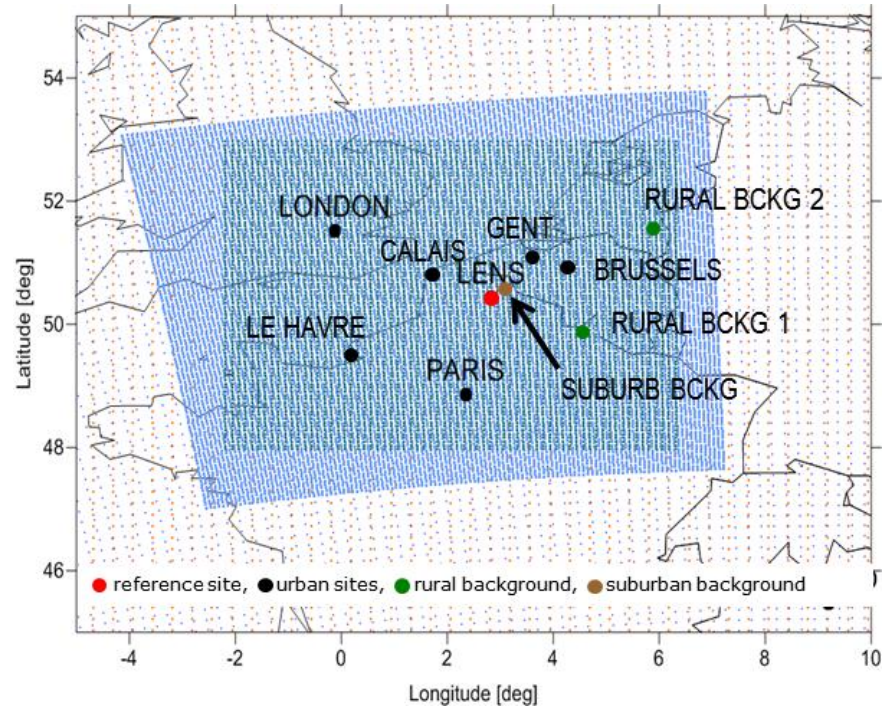 54
52
50
48
46
Latitude [deg]
RURAL BCKG 2
LONDON
GENT
CALAIS
LENS
BRUSSELS
LE HAVRE
RURAL BCKG 1
PARIS
SUBURB BCKG
reference site, urban sites, rural background, suburban background
-4 -2 0 2 4 6 8 10
Longitude [deg]